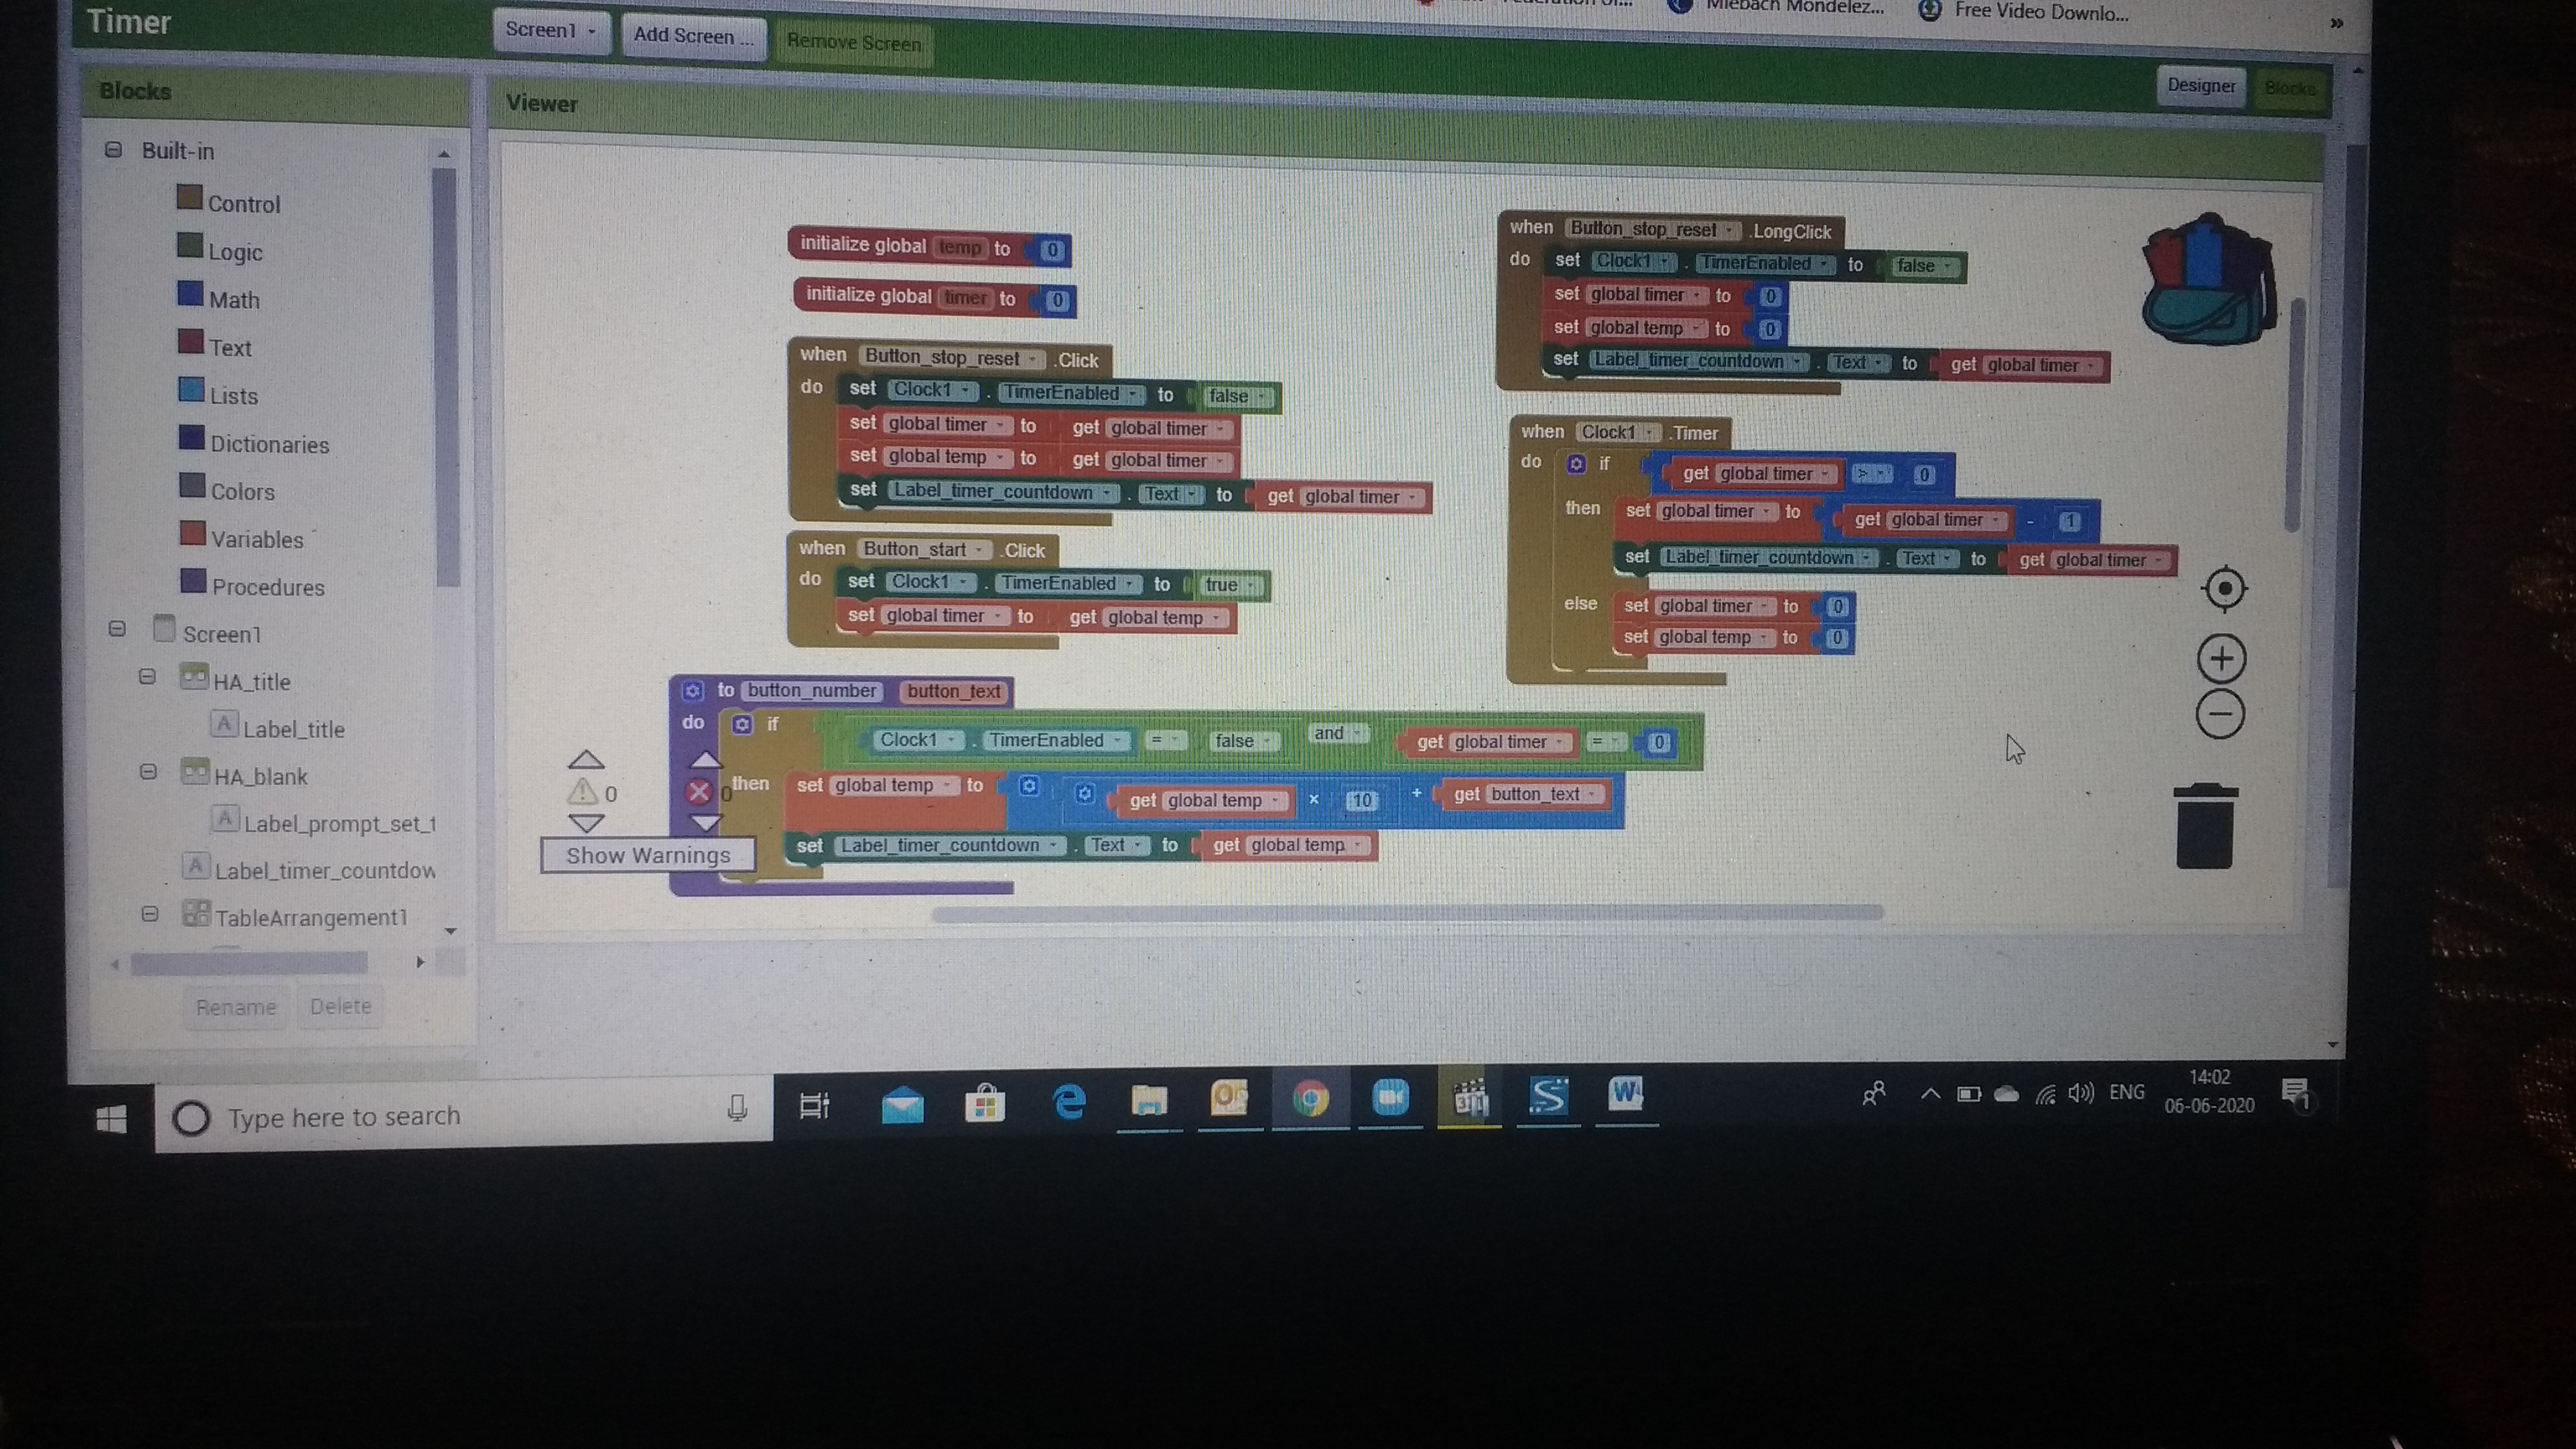 Miebach Mondelez...
Free Video Downlo...
»
Timer
Screen1
Add Screen ...
Remove Screen
Designer
Blocks
Blocks
Built-in
Control
Logic
Math
Text
Lists
Dictionaries
Colors
Variables
Procedures
Screen1
HA_title
A Label_title
HA_blank
A Label_prompt_set_t
A Label_timer_countdow
TableArrangement1
Rename
Delete
Viewer
initialize global temp to 0
initialize global timer to 0
when Button_stop_reset .Click
do set Clock1 . TimerEnabled to false
set global timer to get global timer
set global temp to get global timer
set Label_timer_countdown . Text to get global timer
when Button_start .Click
do set Clock1 . TimerEnabled to true
set global timer to get global temp
to button_number button_text
do if Clock1 . TimerEnabled = false and get global timer = 0
then set global temp to get global temp × 10 + get button_text
set Label_timer_countdown . Text to get global temp
0
0
Show Warnings
when Button_stop_reset .LongClick
do set Clock1 . TimerEnabled to false
set global timer to 0
set global temp to 0
set Label_timer_countdown . Text to get global timer
when Clock1 .Timer
do if get global timer > 0
then set global timer to get global timer - 1
set Label_timer_countdown . Text to get global timer
else set global timer to 0
set global temp to 0
Type here to search
ENG
14:02
06-06-2020
1